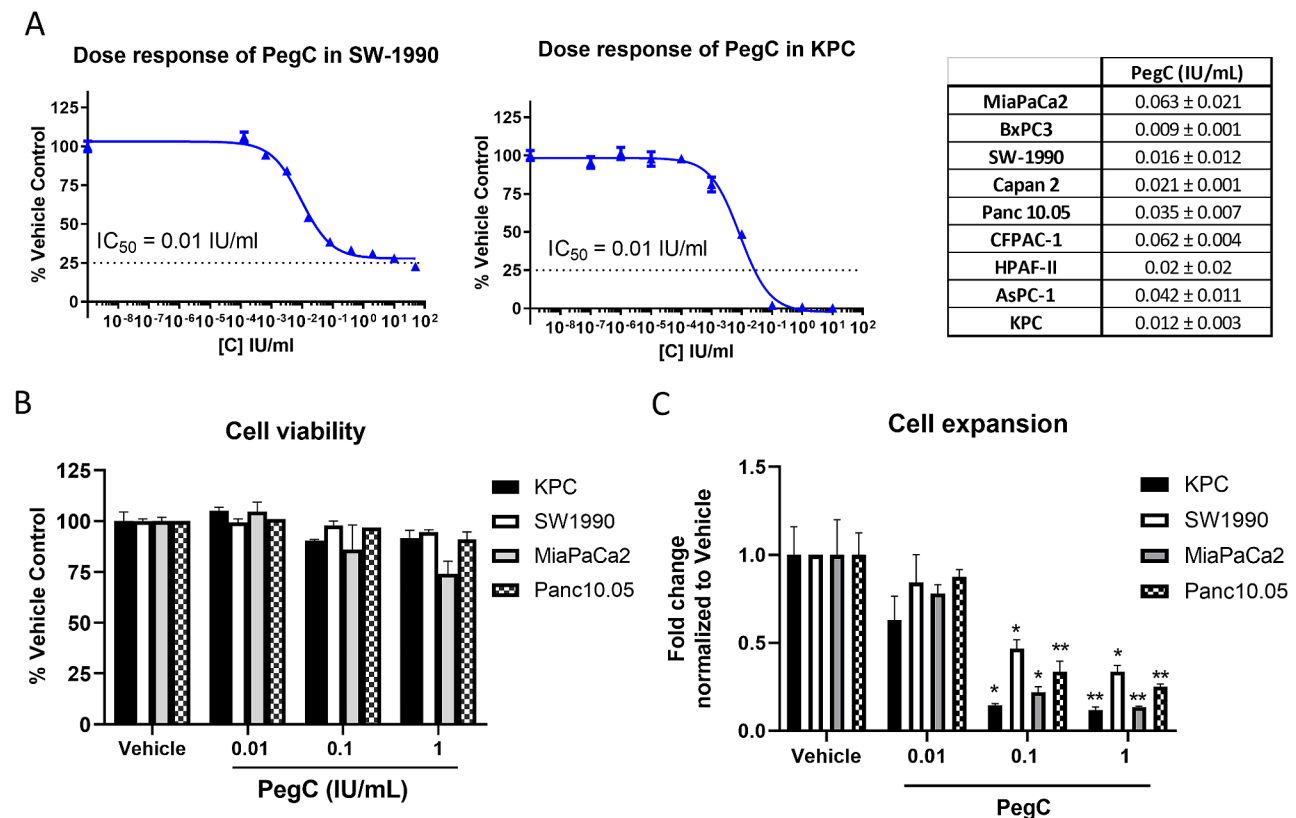 A
Dose response of PegC in SW-1990
125
100
75
50
25
0
% Vehicle Control
IC50 = 0.01 IU/ml
10-8 10-7 10-6 10-5 10-4 10-3 10-2 10-1 100 101 102
[C] IU/ml
Dose response of PegC in KPC
125
100
75
50
25
0
% Vehicle Control
IC50 = 0.01 IU/ml
10-8 10-7 10-6 10-5 10-4 10-3 10-2 10-1 100 101 102
[C] IU/ml
PegC (IU/mL)
MiaPaCa2 0.063 ± 0.021
BxPC3 0.009 ± 0.001
SW-1990 0.016 ± 0.012
Capan 2 0.021 ± 0.001
Panc 10.05 0.035 ± 0.007
CFPAC-1 0.062 ± 0.004
HPAF-II 0.02 ± 0.02
AsPC-1 0.042 ± 0.011
KPC 0.012 ± 0.003
B
Cell viability
125
100
75
50
25
0
% Vehicle Control
KPC
SW1990
MiaPaCa2
Panc10.05
Vehicle 0.01 0.1 1
PegC (IU/mL)
C
Cell expansion
1.5
1.0
0.5
0.0
Fold change
normalized to Vehicle
KPC
SW1990
MiaPaCa2
Panc10.05
* * * ** ** * ** **
Vehicle 0.01 0.1 1
PegC